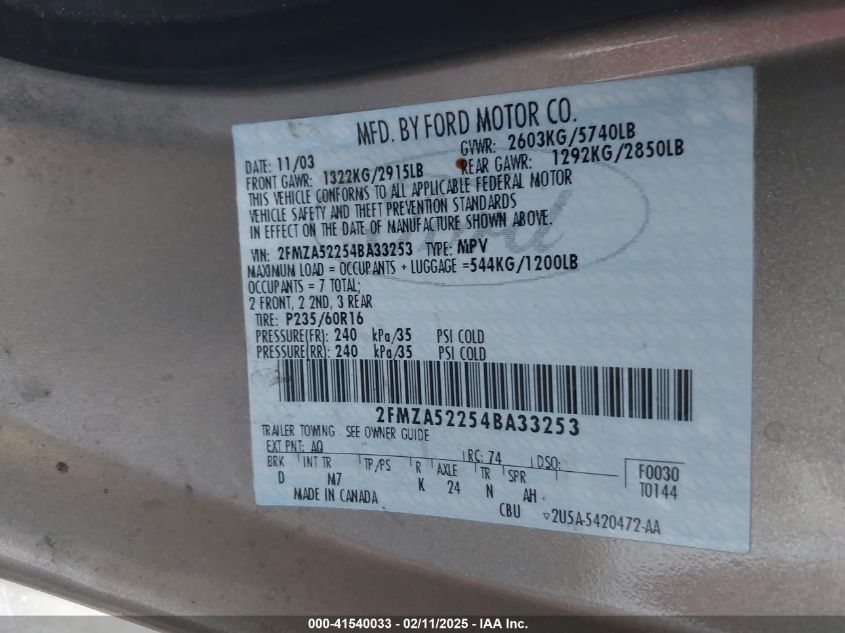 MFD. BY FORD MOTOR CO.
DATE: 11/03 GVWR: 2603KG/5740LB
FRONT GAWR: 1322KG/2915LB REAR GAWR: 1292KG/2850LB
THIS VEHICLE CONFORMS TO ALL APPLICABLE FEDERAL MOTOR
VEHICLE SAFETY AND THEFT PREVENTION STANDARDS
IN EFFECT ON THE DATE OF MANUFACTURE SHOWN ABOVE.
Ford
VIN: 2FMZA52254BA33253 TYPE: MPV
MAXIMUM LOAD = OCCUPANTS + LUGGAGE =544KG/1200LB
OCCUPANTS = 7 TOTAL;
2 FRONT, 2 2ND, 3 REAR
TIRE: P235/60R16
PRESSURE(FR): 240 kPa/35 PSI COLD
PRESSURE(RR): 240 kPa/35 PSI COLD
2FMZA52254BA33253
TRAILER TOWING - SEE OWNER GUIDE
EXT PNT: AQ RC: 74 DSO: F0030
BRK INT TR TP/PS R AXLE TR SPR T0144
D M7 K 24 N AH
MADE IN CANADA CBU ▽2U5A-5420472-AA
000-41540033 - 02/11/2025 - IAA Inc.